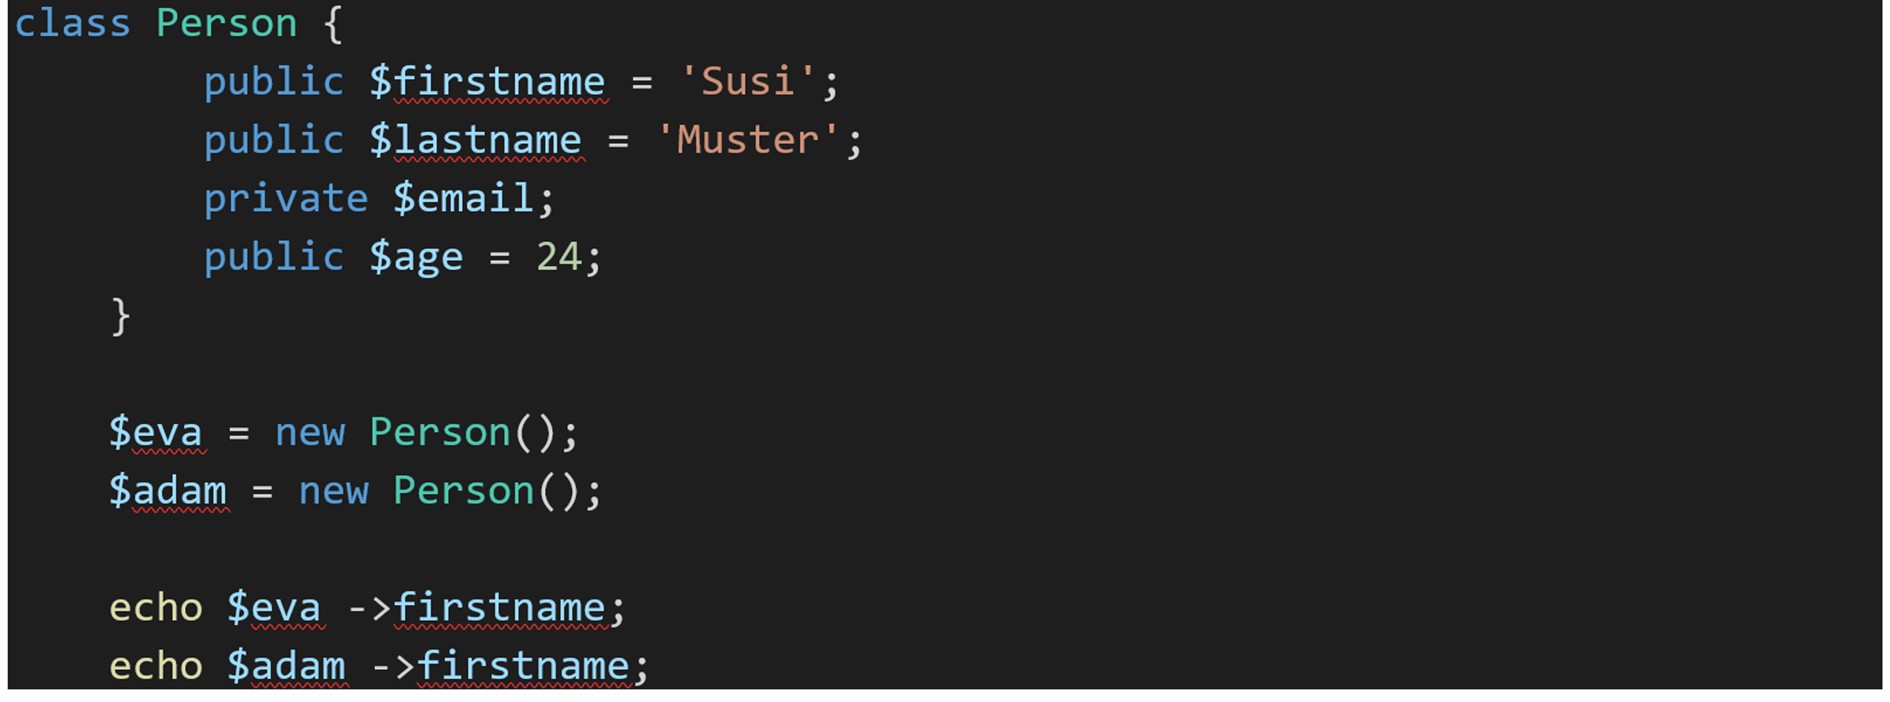 class Person {
        public $firstname = 'Susi';
        public $lastname = 'Muster';
        private $email;
        public $age = 24;
    }
    $eva = new Person();
    $adam = new Person();
    echo $eva ->firstname;
    echo $adam ->firstname;